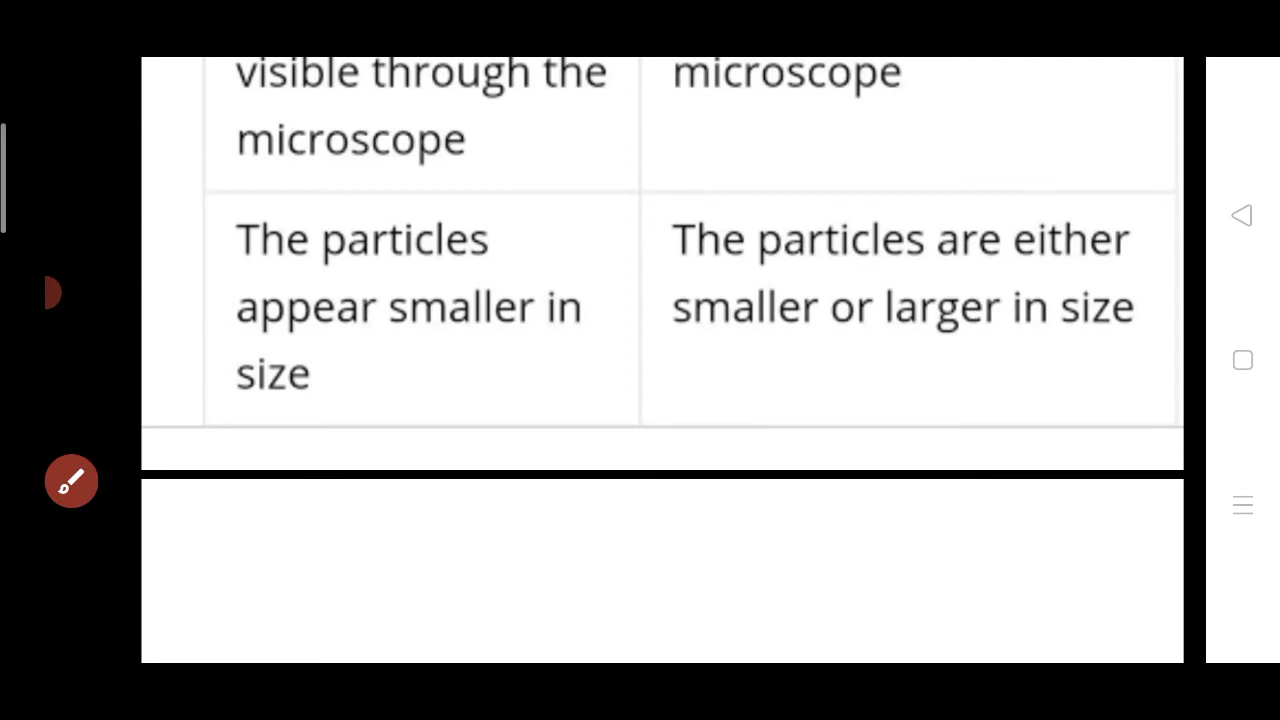 visible through the
microscope
microscope
The particles
appear smaller in
size
The particles are either
smaller or larger in size